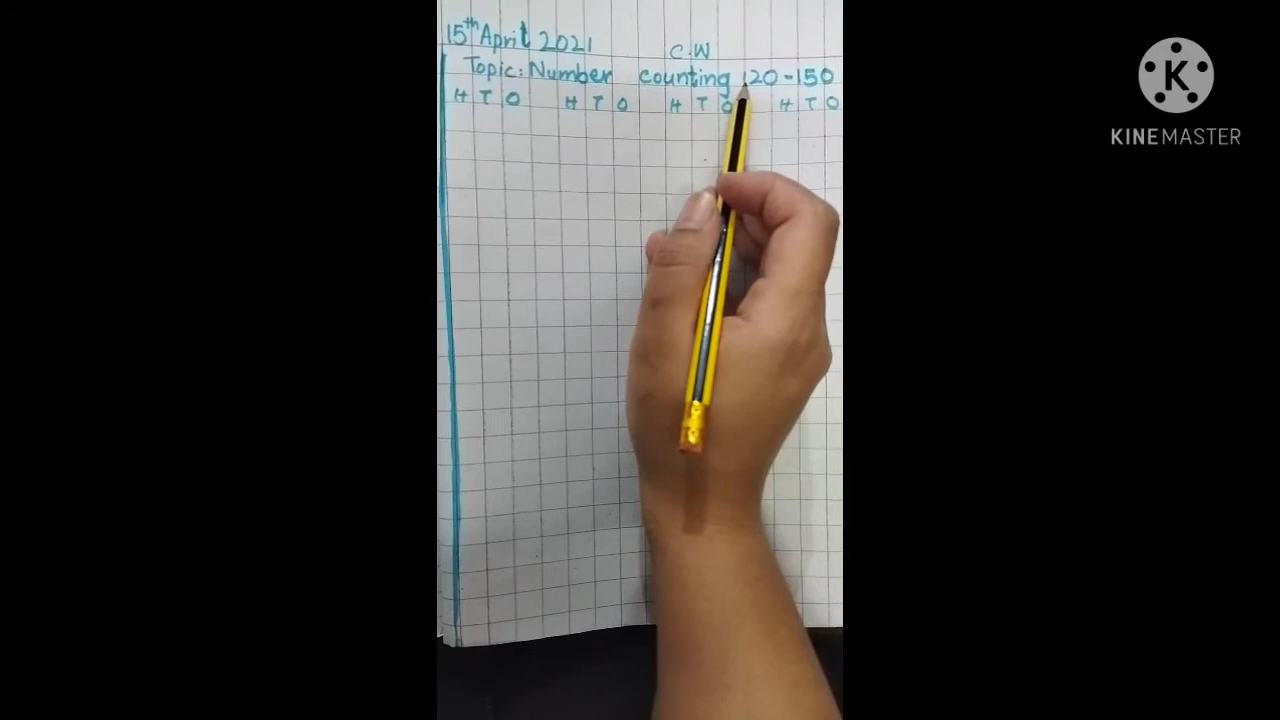 15th April 2021
C.W
Topic: Number counting 120-150
H T O H T O H T O H T O
KINEMASTER